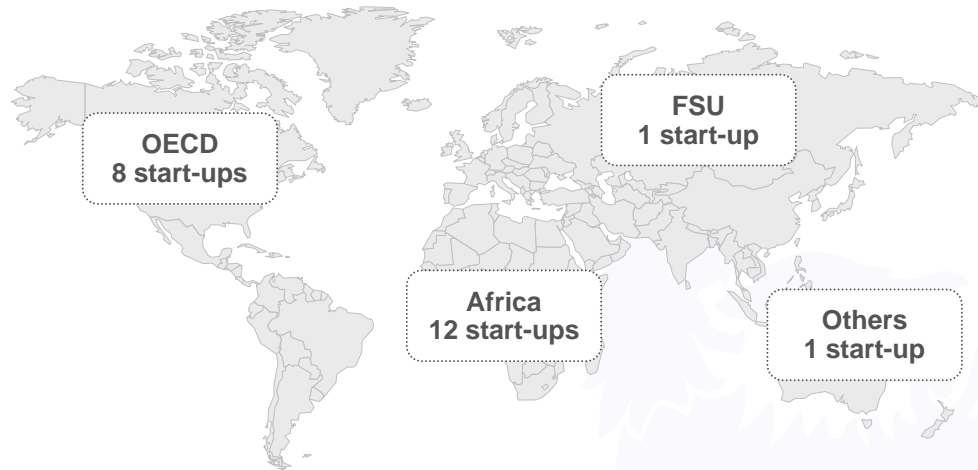 FSU
1 start-up
OECD
8 start-ups
Africa
12 start-ups
Others
1 start-up